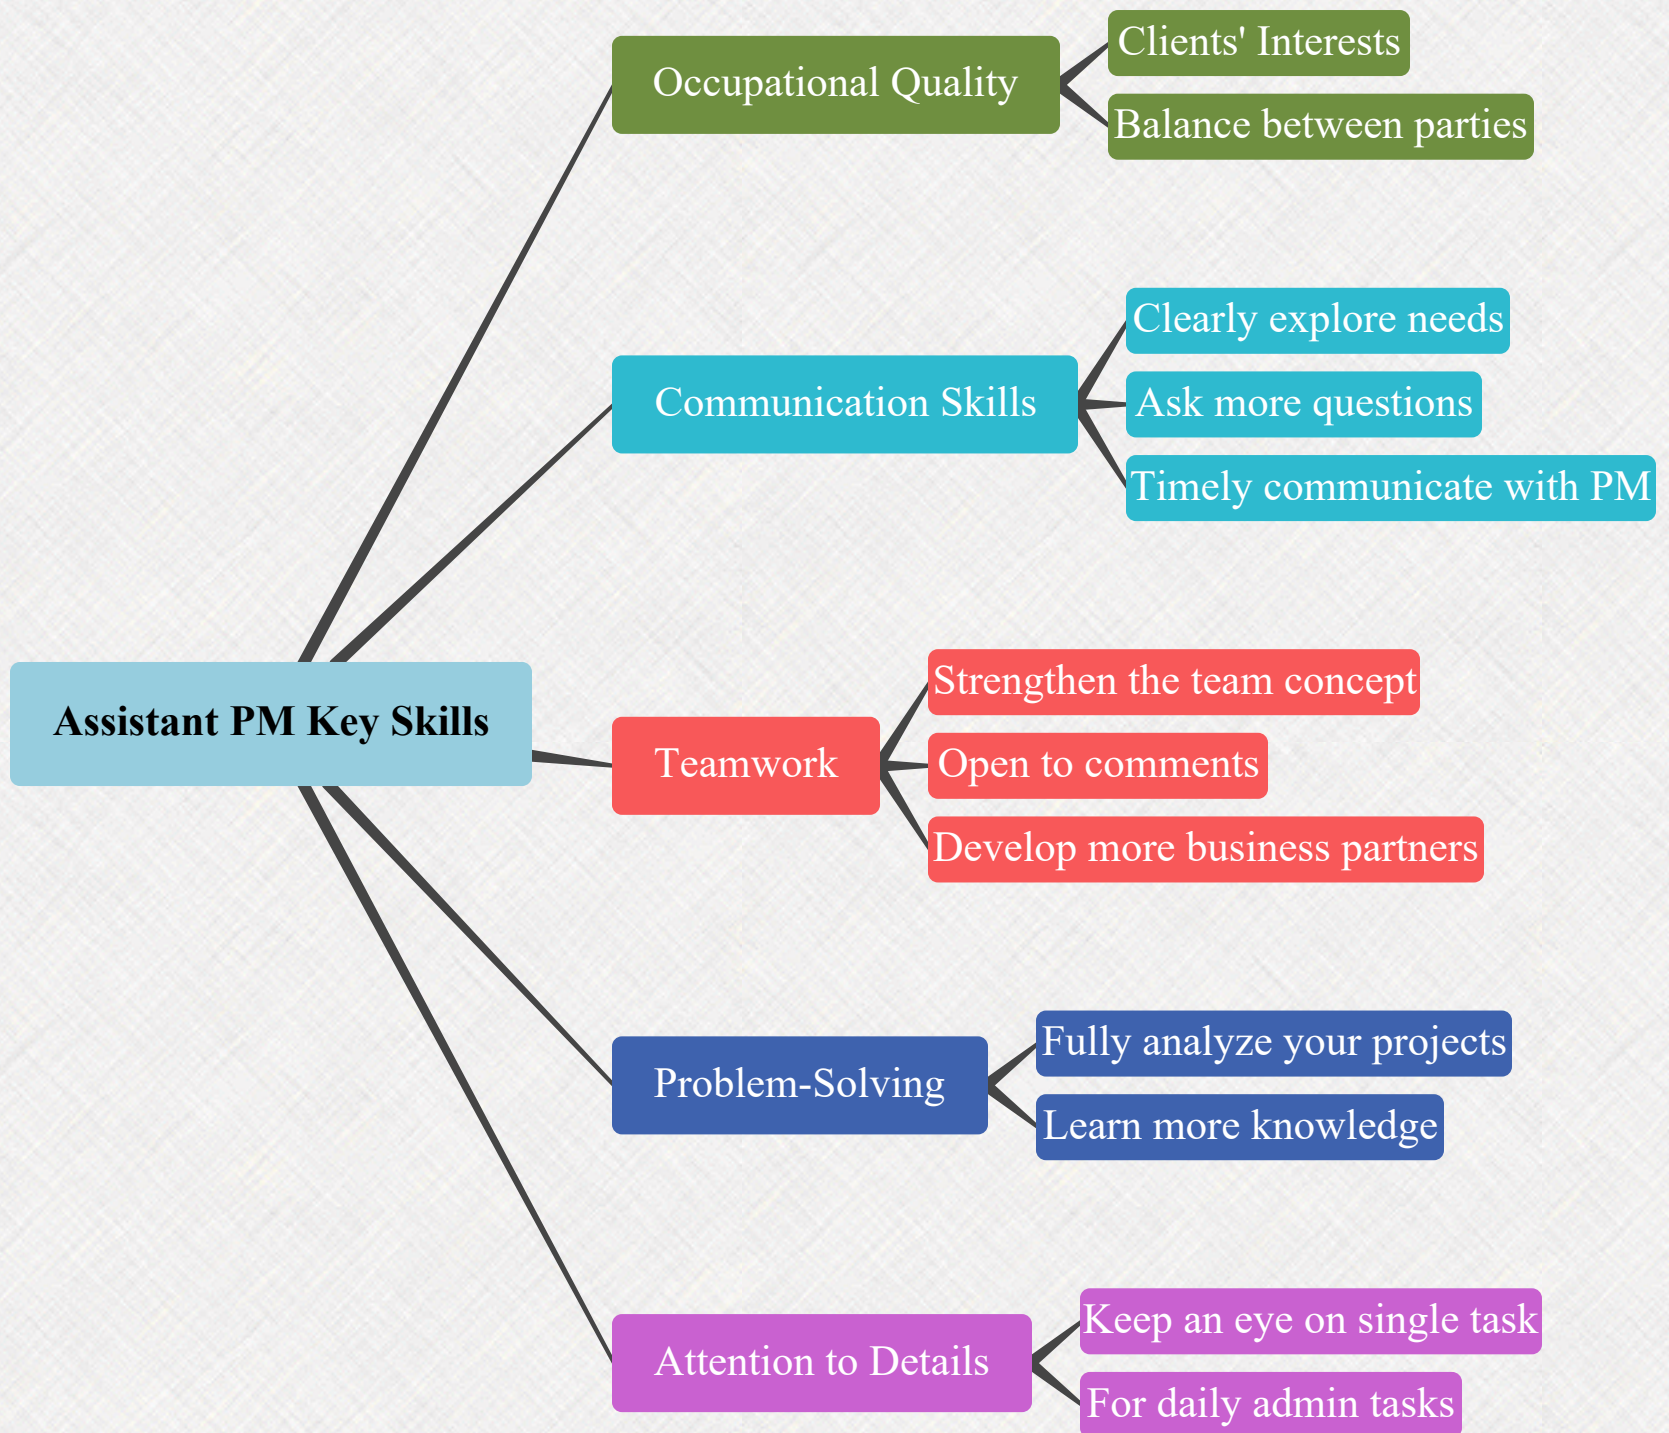 Assistant PM Key Skills
Occupational Quality
Clients' Interests
Balance between parties
Communication Skills
Clearly explore needs
Ask more questions
Timely communicate with PM
Teamwork
Strengthen the team concept
Open to comments
Develop more business partners
Problem-Solving
Fully analyze your projects
Learn more knowledge
Attention to Details
Keep an eye on single task
For daily admin tasks